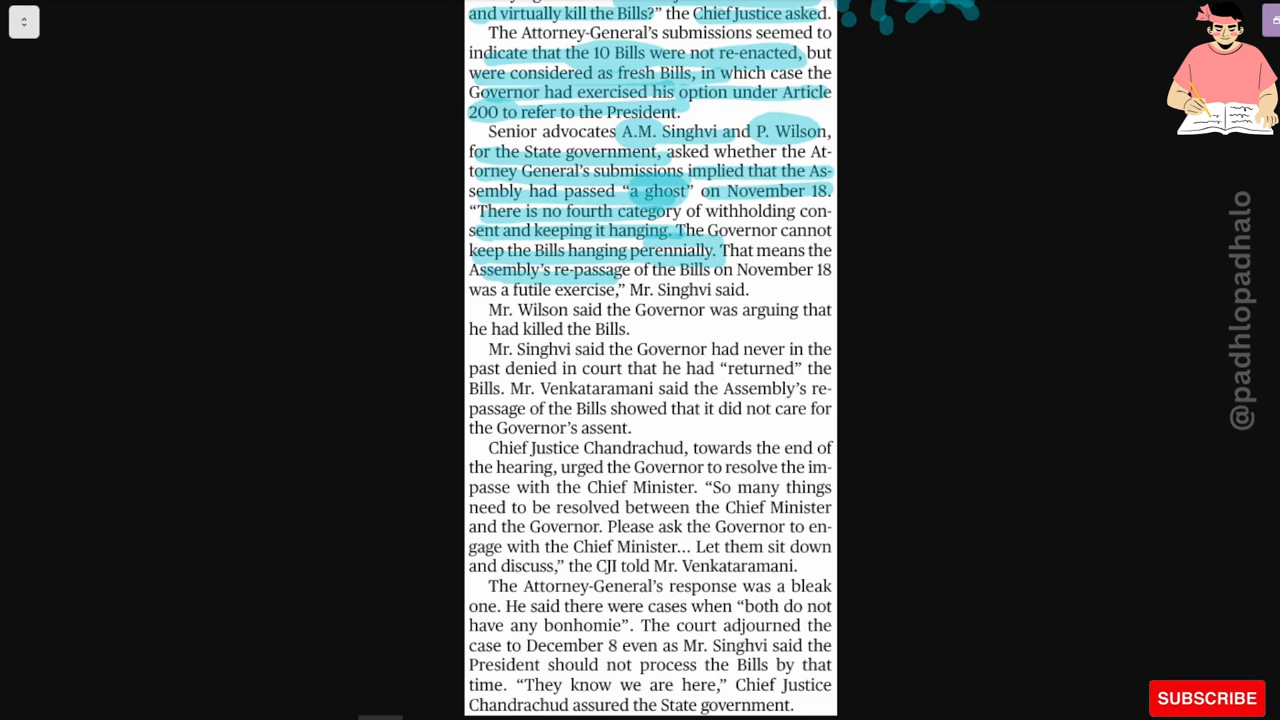 and virtually kill the Bills?” the Chief Justice asked.
The Attorney-General’s submissions seemed to
indicate that the 10 Bills were not re-enacted, but
were considered as fresh Bills, in which case the
Governor had exercised his option under Article
200 to refer to the President.
Senior advocates A.M. Singhvi and P. Wilson,
for the State government, asked whether the At-
torney General’s submissions implied that the As-
sembly had passed “a ghost” on November 18.
“There is no fourth category of withholding con-
sent and keeping it hanging. The Governor cannot
keep the Bills hanging perennially. That means the
Assembly’s re-passage of the Bills on November 18
was a futile exercise,” Mr. Singhvi said.
Mr. Wilson said the Governor was arguing that
he had killed the Bills.
Mr. Singhvi said the Governor had never in the
past denied in court that he had “returned” the
Bills. Mr. Venkataramani said the Assembly’s re-
passage of the Bills showed that it did not care for
the Governor’s assent.
Chief Justice Chandrachud, towards the end of
the hearing, urged the Governor to resolve the im-
passe with the Chief Minister. “So many things
need to be resolved between the Chief Minister
and the Governor. Please ask the Governor to en-
gage with the Chief Minister... Let them sit down
and discuss,” the CJI told Mr. Venkataramani.
The Attorney-General’s response was a bleak
one. He said there were cases when “both do not
have any bonhomie”. The court adjourned the
case to December 8 even as Mr. Singhvi said the
President should not process the Bills by that
time. “They know we are here,” Chief Justice
Chandrachud assured the State government.
@padhlopadhalo
SUBSCRIBE